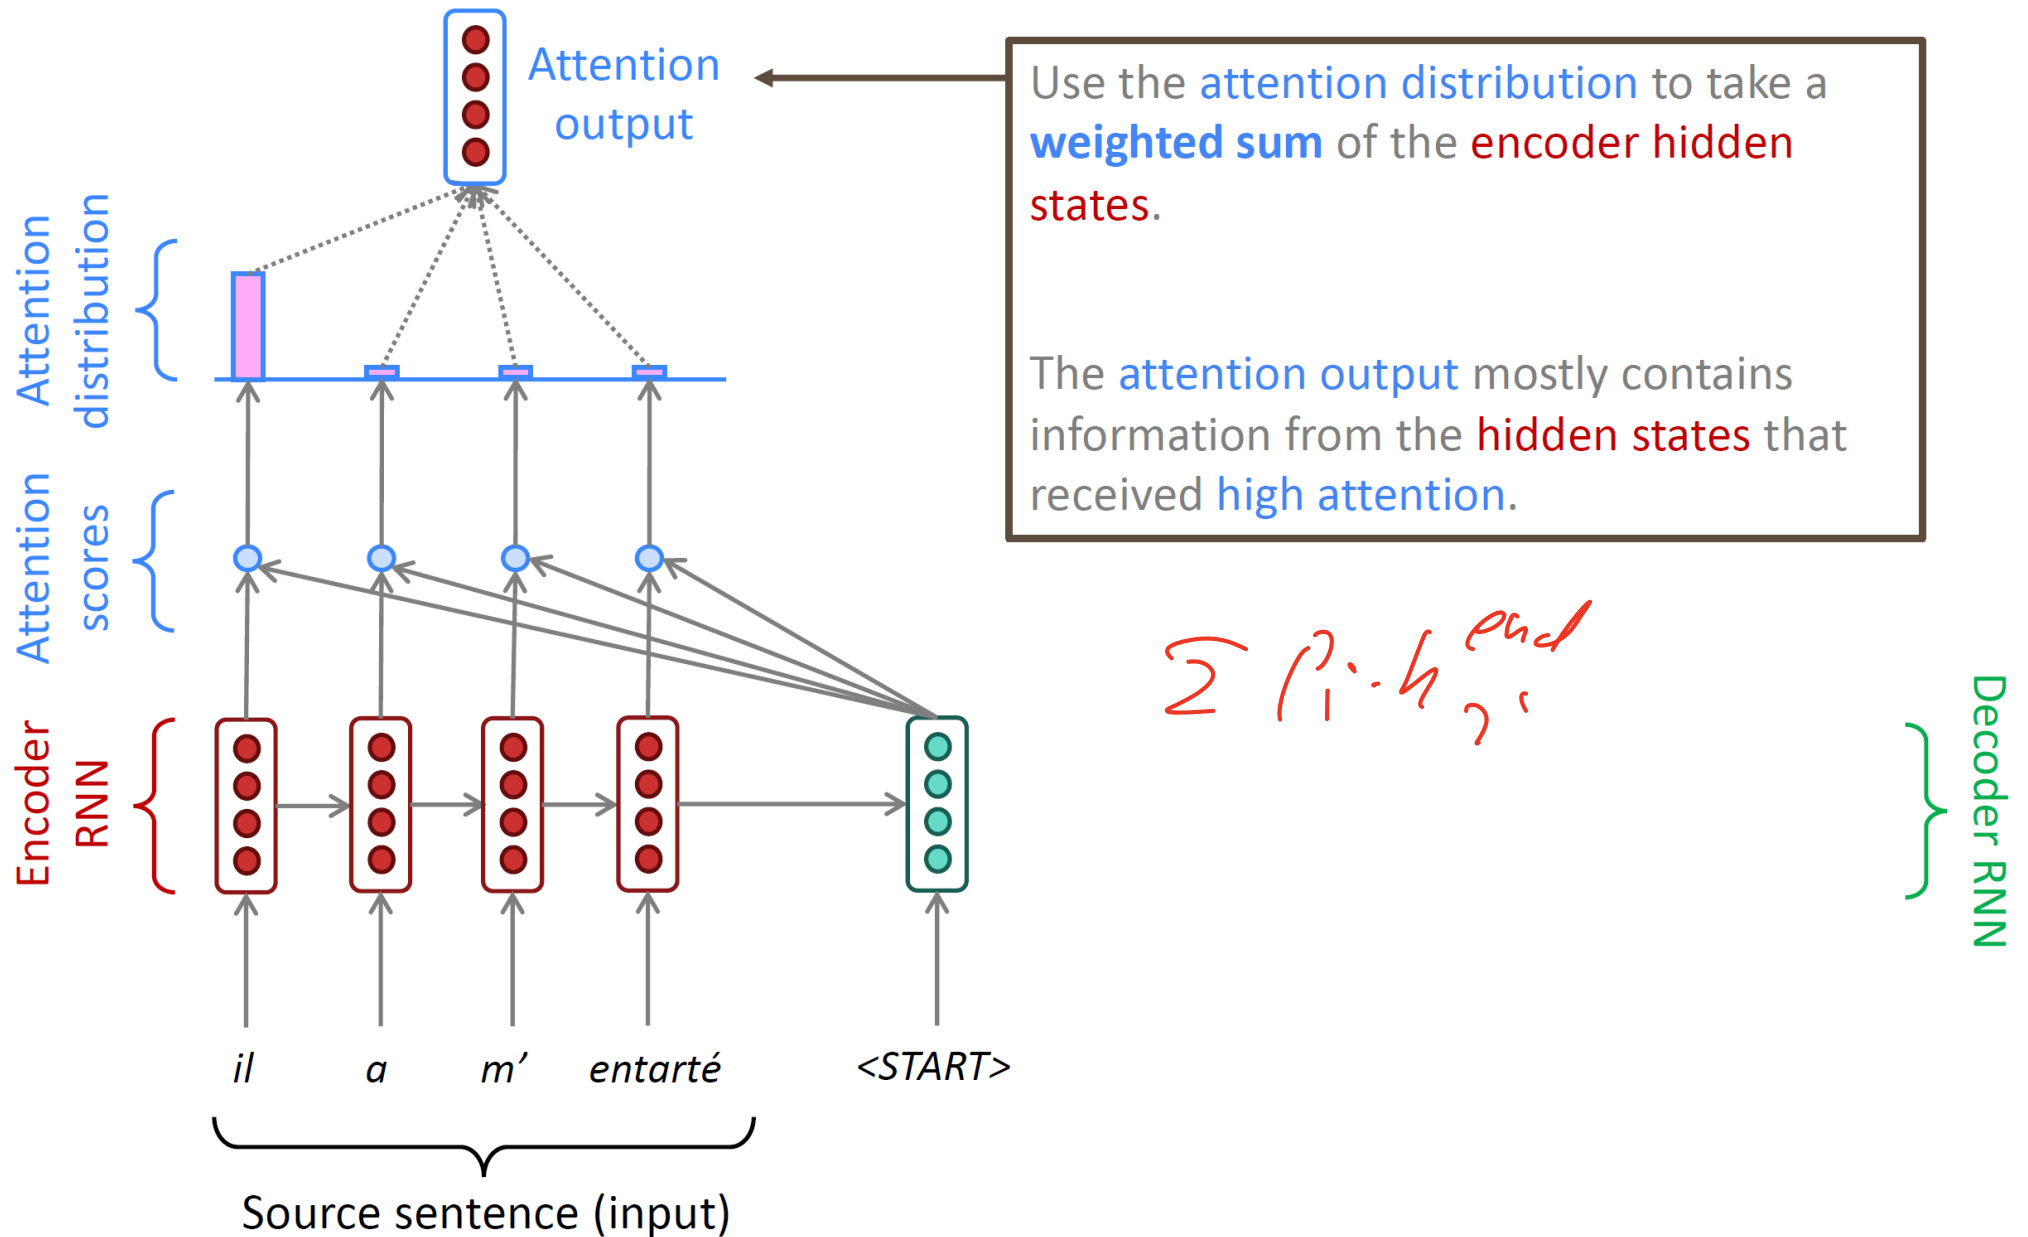 Attention
output
Use the attention distribution to take a
weighted sum of the encoder hidden
states.
The attention output mostly contains
information from the hidden states that
received high attention.
Attention
distribution
Attention
scores
Encoder
RNN
Decoder RNN
il a m’ entarté <START>
Source sentence (input)